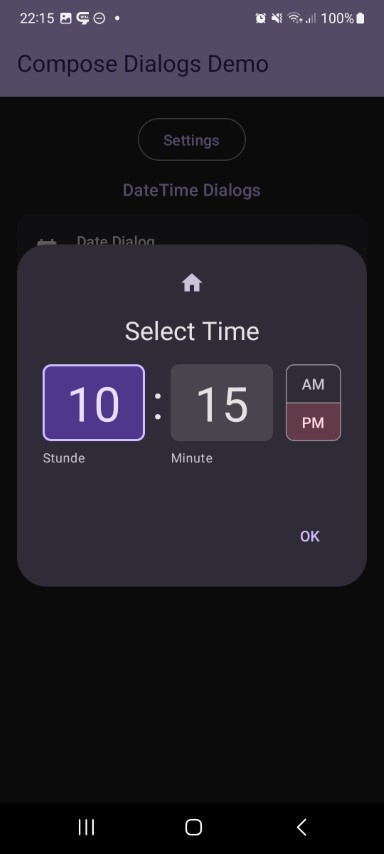 22:15 100%
Compose Dialogs Demo
Settings
DateTime Dialogs
Date Dialog
Select Time
10 : 15
AM
PM
Stunde Minute
OK